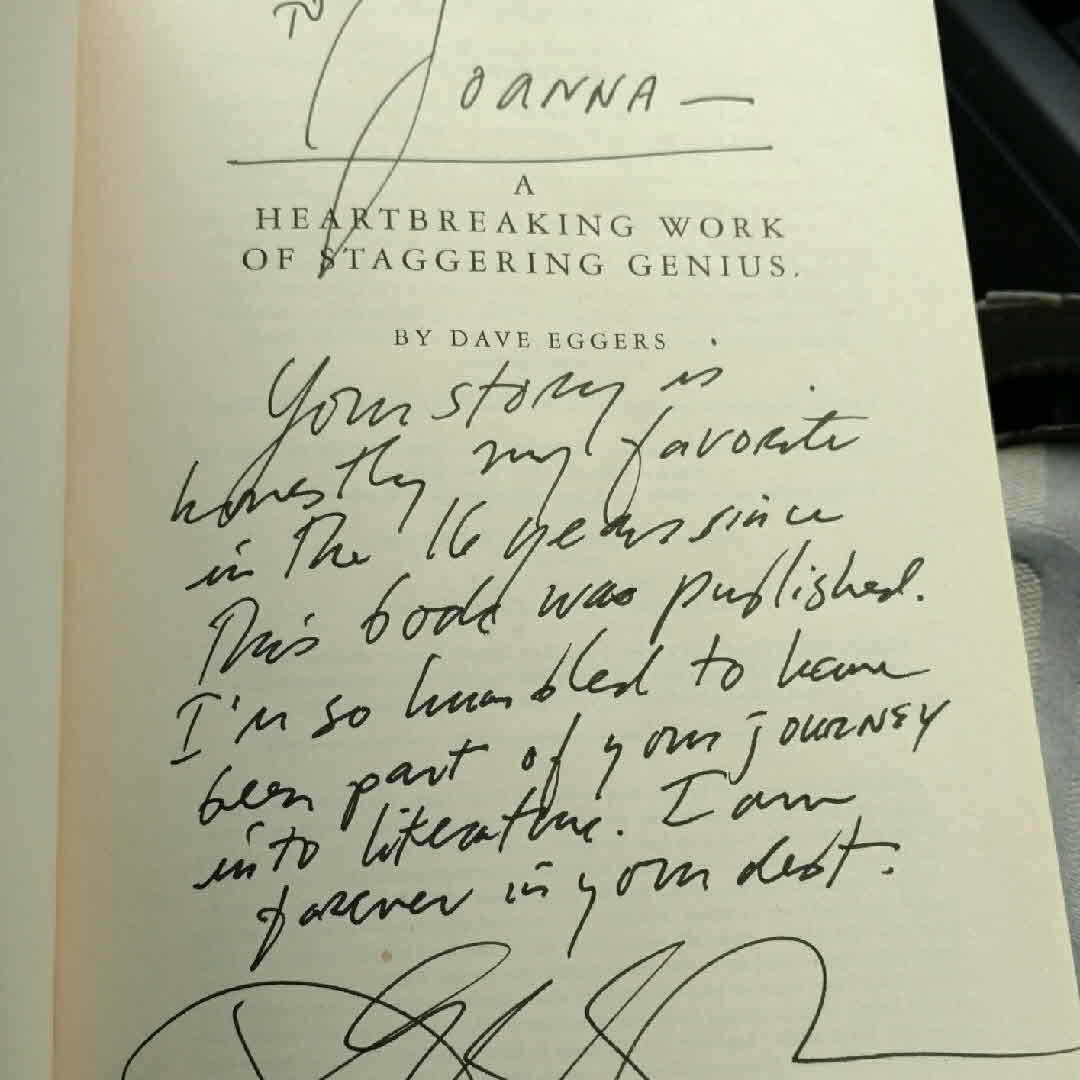 To JOANNA —
A
HEARTBREAKING WORK
OF STAGGERING GENIUS.
BY DAVE EGGERS
Your story is
honestly my favorite
in the 16 years since
this book was published.
I'm so humbled to have
been part of your journey
into literature. I am
forever in your debt.